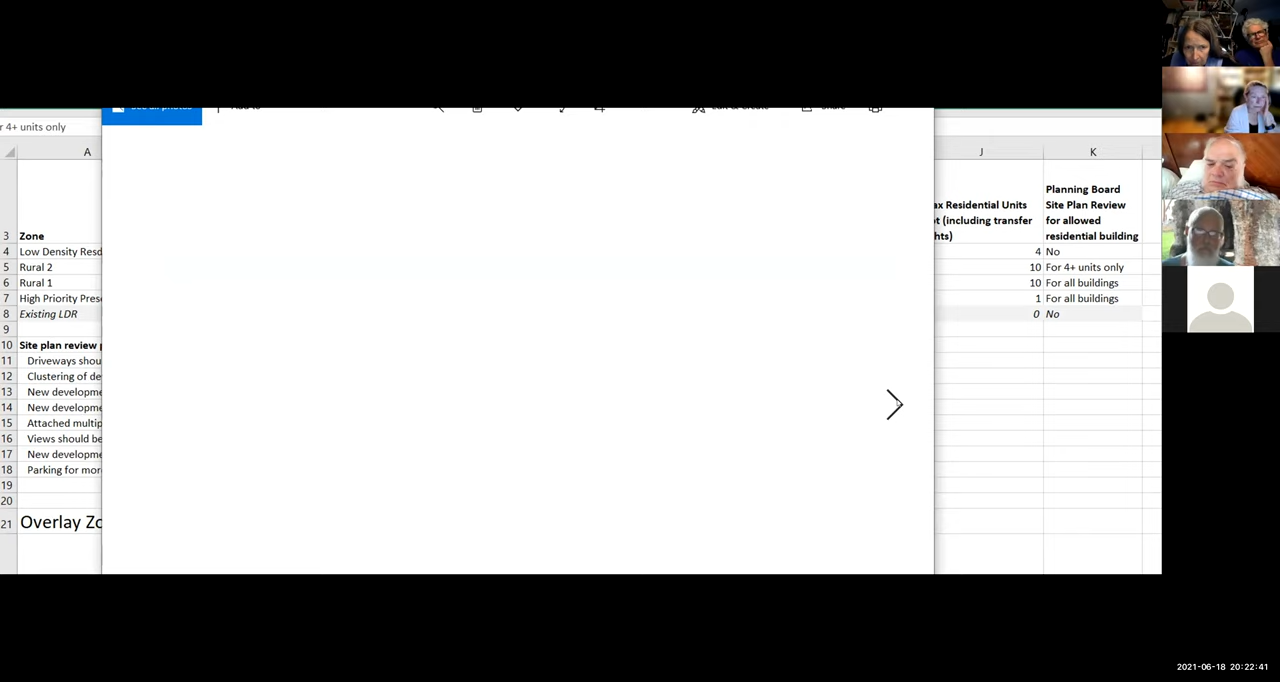 r 4+ units only
A
J
K
ax Residential Units
Planning Board
Site Plan Review
t (including transfer
for allowed
3 Zone
hts)
residential building
4 Low Density Resd
4 No
5 Rural 2
10 For 4+ units only
6 Rural 1
10 For all buildings
7 High Priority Pres
1 For all buildings
8 Existing LDR
0 No
9
10 Site plan review p
11 Driveways shou
12 Clustering of de
13 New developme
14 New developme
15 Attached multip
16 Views should be
17 New developme
18 Parking for mor
19
20
21 Overlay Zo
2021-06-18 20:22:41